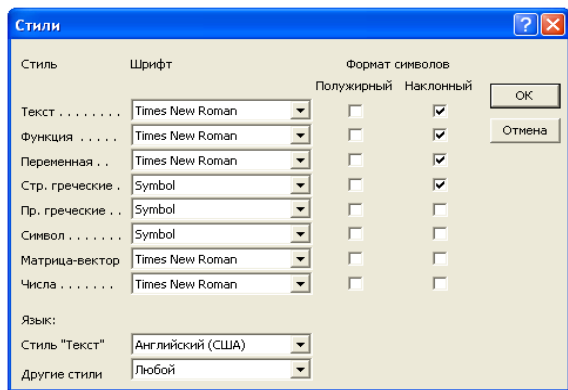 Стили
Стиль Шрифт Формат символов
Полужирный Наклонный
OK
Текст . . . . . . . . Times New Roman
Отмена
Функция . . . . . Times New Roman
Переменная . . Times New Roman
Стр. греческие . Symbol
Пр. греческие . . Symbol
Символ . . . . . . . Symbol
Матрица-вектор Times New Roman
Числа . . . . . . . Times New Roman
Язык:
Стиль "Текст" Английский (США)
Другие стили Любой